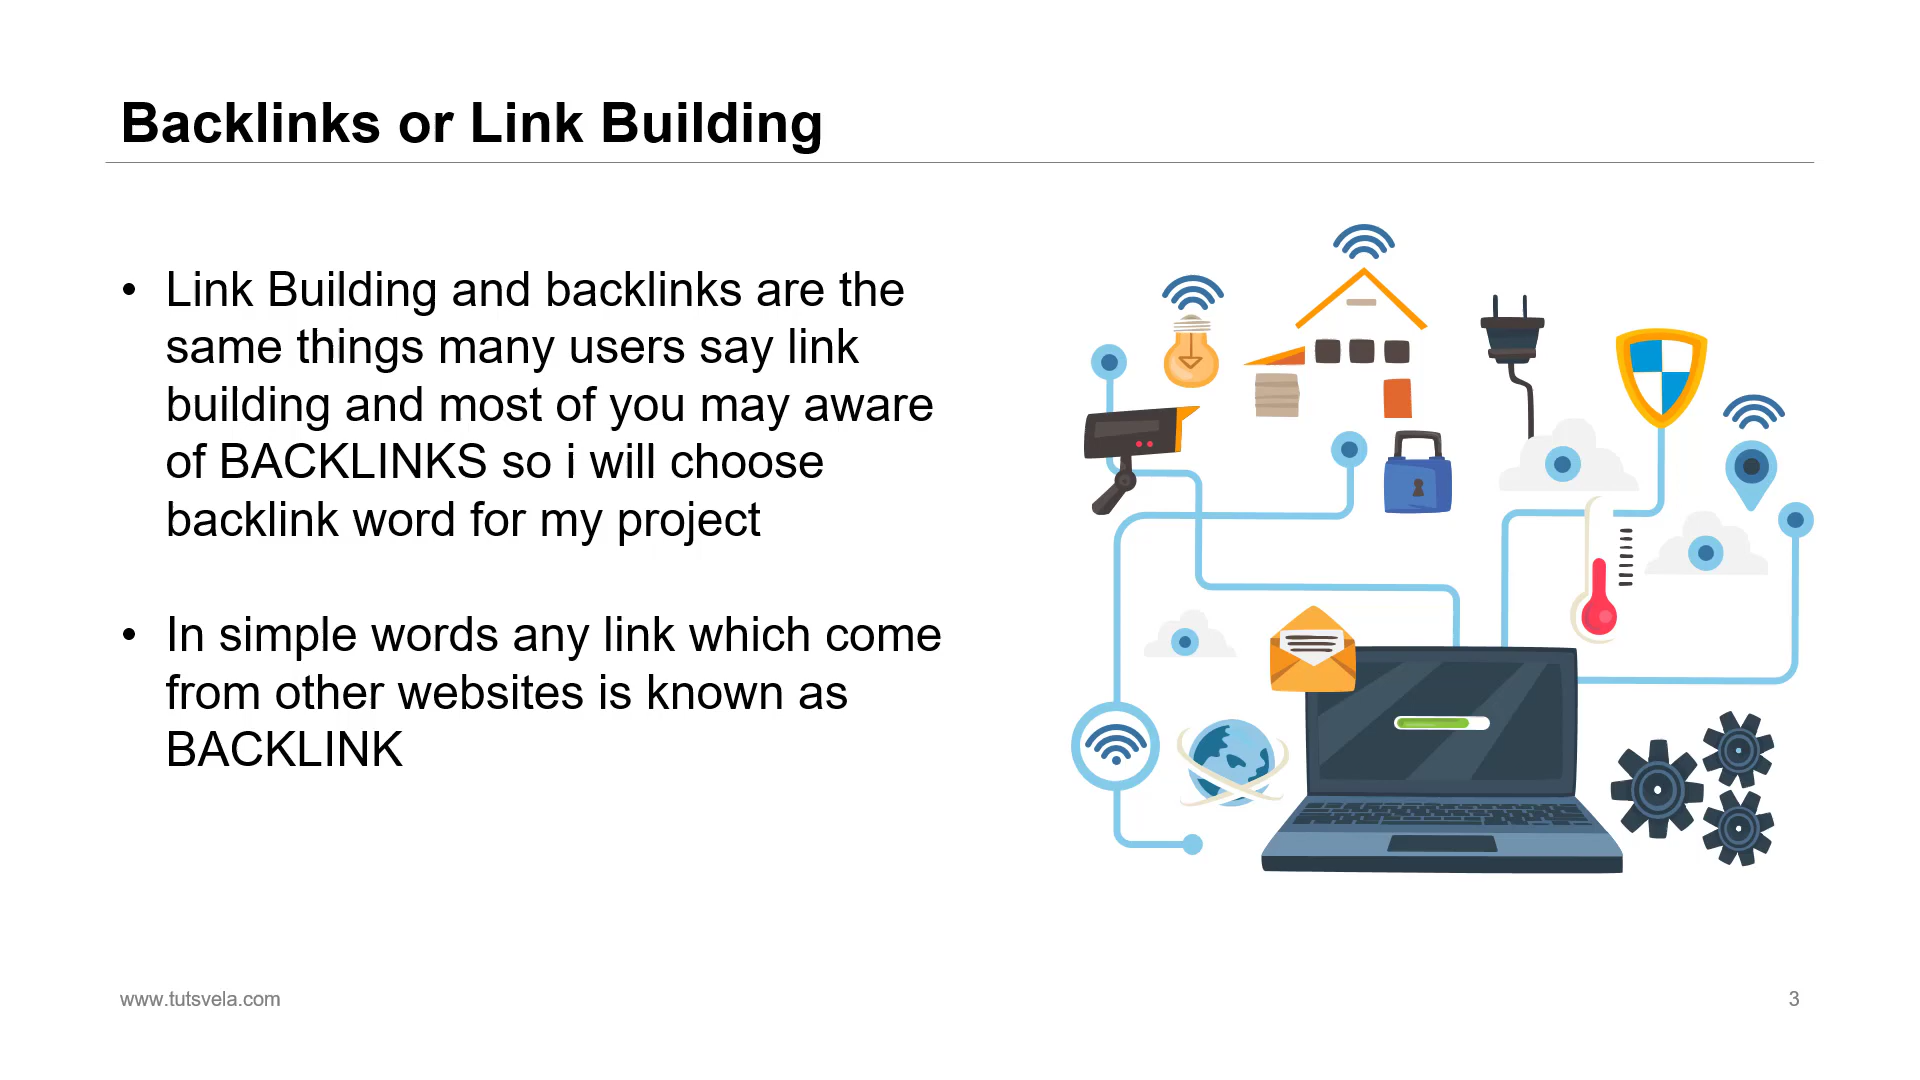 Backlinks or Link Building
• Link Building and backlinks are the
same things many users say link
building and most of you may aware
of BACKLINKS so i will choose
backlink word for my project
• In simple words any link which come
from other websites is known as
BACKLINK
www.tutsvela.com
3